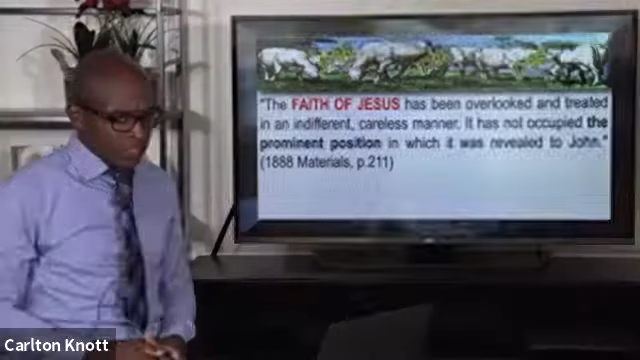 "The FAITH OF JESUS has been overlooked and treated
in an indifferent, careless manner. It has not occupied the
prominent position in which it was revealed to John."
(1888 Materials, p.211)
Carlton Knott